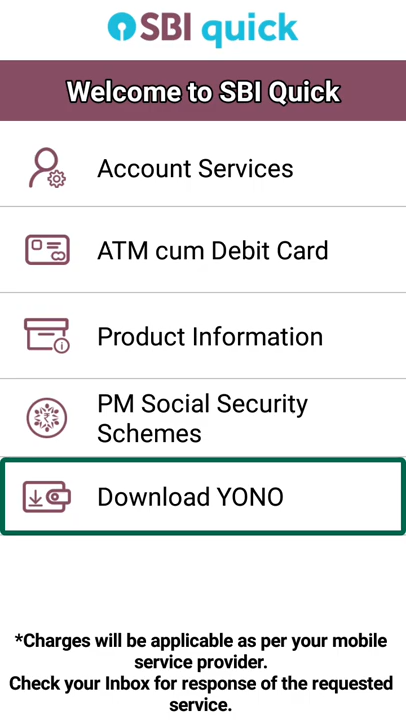 SBI quick
Welcome to SBI Quick
Account Services
ATM cum Debit Card
Product Information
PM Social Security
Schemes
Download YONO
*Charges will be applicable as per your mobile
service provider.
Check your Inbox for response of the requested
service.